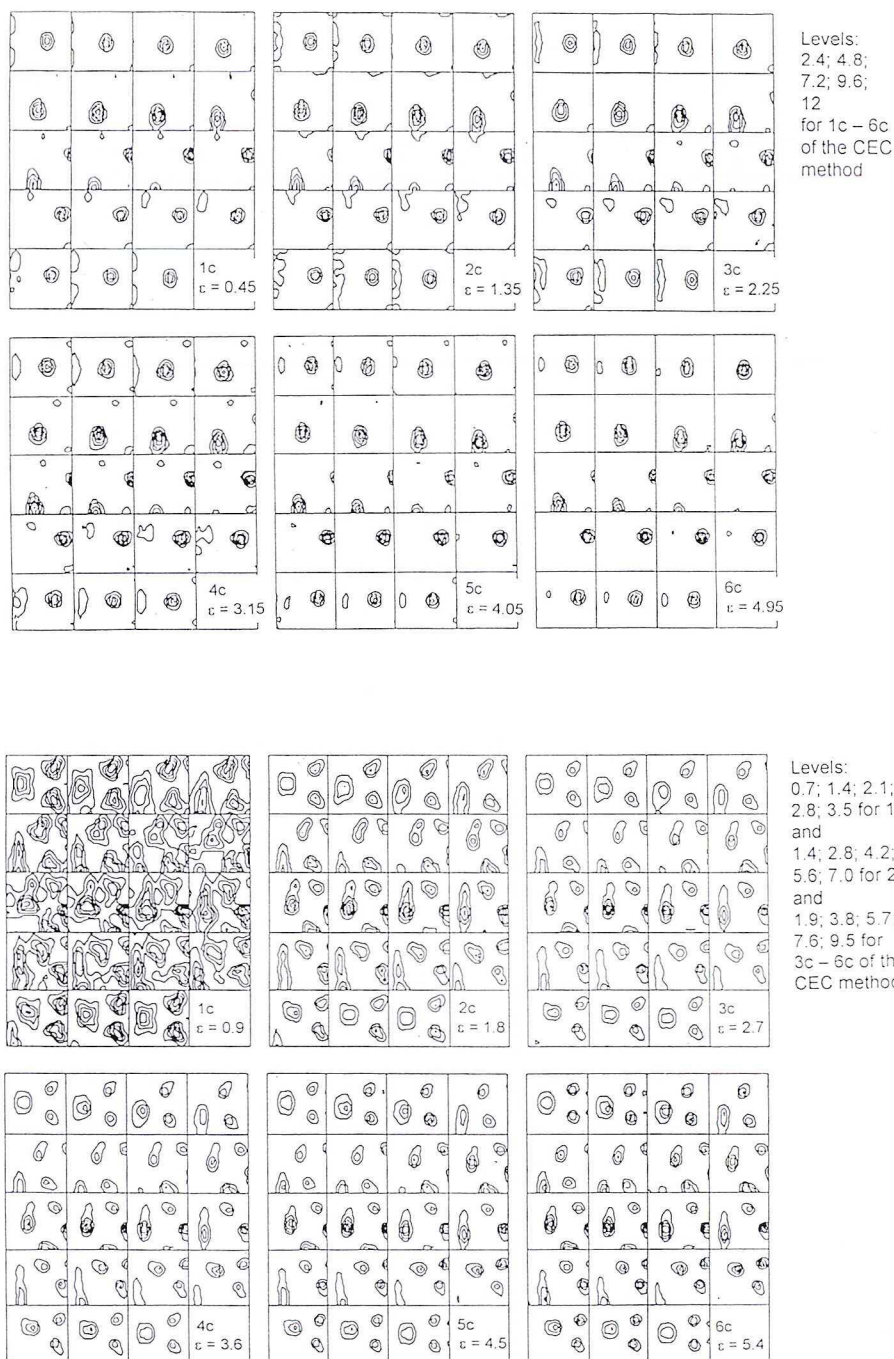 Levels:
2.4; 4.8;
7.2; 9.6;
12
for 1c – 6c
of the CEC
method
1c
ε = 0.45
2c
ε = 1.35
3c
ε = 2.25
4c
ε = 3.15
5c
ε = 4.05
6c
ε = 4.95
Levels:
0.7; 1.4; 2.1;
2.8; 3.5 for 1
and
1.4; 2.8; 4.2;
5.6; 7.0 for 2
and
1.9; 3.8; 5.7
7.6; 9.5 for
3c – 6c of th
CEC metho
1c
ε = 0.9
2c
ε = 1.8
3c
ε = 2.7
4c
ε = 3.6
5c
ε = 4.5
6c
ε = 5.4